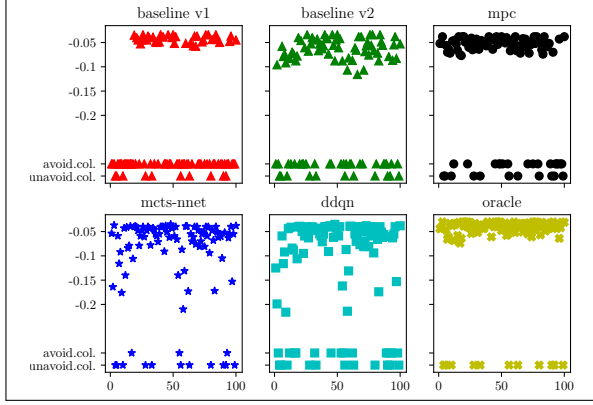 baseline v1
baseline v2
mpc
-0.05
-0.1
-0.2
avoid.col.
unavoid.col.
mcts-nnet
ddqn
oracle
-0.05
-0.1
-0.15
-0.2
avoid.col.
unavoid.col.
0 50 100
0 50 100
0 50 100